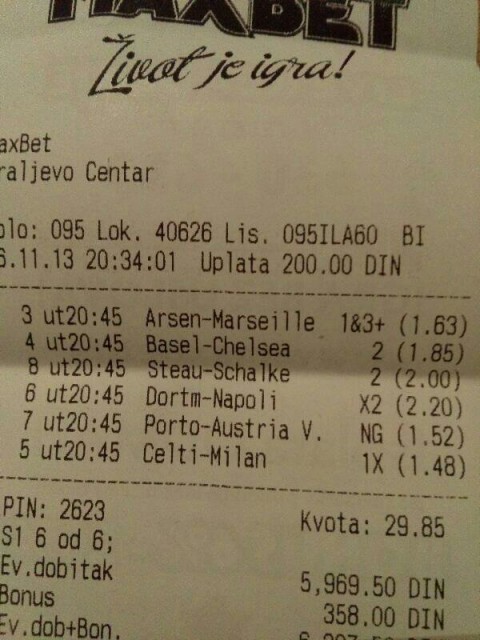 MAXBET
Život je igra!
axBet
raljevo Centar
olo: 095 Lok. 40626 Lis. 095ILA60 BI
6.11.13 20:34:01 Uplata 200.00 DIN
3 ut20:45 Arsen-Marseille 1&3+ (1.63)
4 ut20:45 Basel-Chelsea 2 (1.85)
8 ut20:45 Steau-Schalke 2 (2.00)
6 ut20:45 Dortm-Napoli X2 (2.20)
7 ut20:45 Porto-Austria V. NG (1.52)
5 ut20:45 Celti-Milan 1X (1.48)
PIN: 2623
Kvota: 29.85
S1 6 od 6;
Ev.dobitak 5,969.50 DIN
Bonus 358.00 DIN
Ev.dob+Bon.